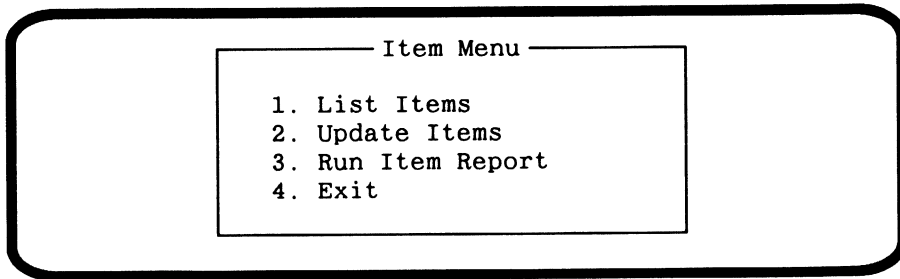 Item Menu
1. List Items
2. Update Items
3. Run Item Report
4. Exit